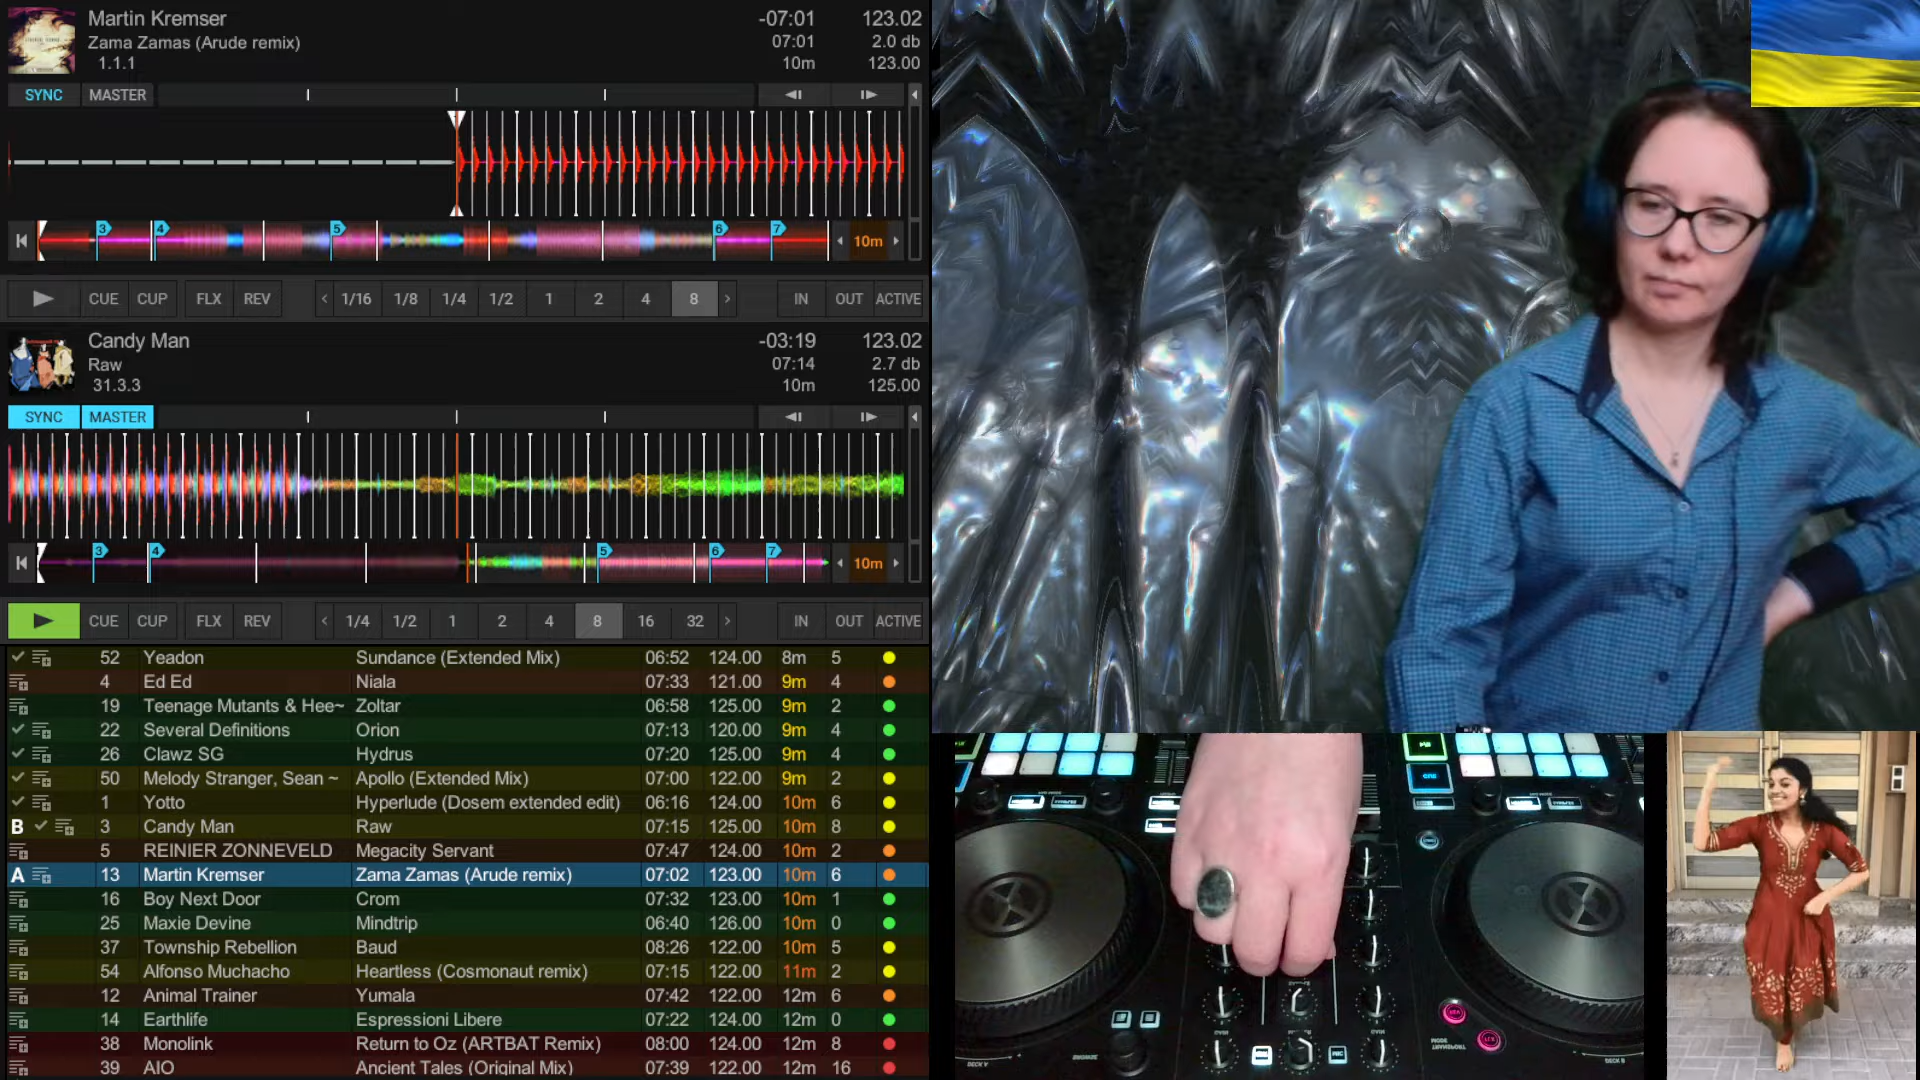 Martin Kremser -07:01 123.02
Zama Zamas (Arude remix) 07:01 2.0 db
1.1.1 10m 123.00
SYNC MASTER
3 4 5 6 7 10m
CUE CUP FLX REV 1/16 1/8 1/4 1/2 1 2 4 8 IN OUT ACTIVE
Candy Man -03:19 123.02
Raw 07:14 2.7 db
31.3.3 10m 125.00
SYNC MASTER
3 4 5 6 7 10m
CUE CUP FLX REV 1/4 1/2 1 2 4 8 16 32 IN OUT ACTIVE
52 Yeadon Sundance (Extended Mix) 06:52 124.00 8m 5
4 Ed Ed Niala 07:33 121.00 9m 4
19 Teenage Mutants & Hee~ Zoltar 06:58 125.00 9m 2
22 Several Definitions Orion 07:13 120.00 9m 4
26 Clawz SG Hydrus 07:20 125.00 9m 4
50 Melody Stranger, Sean ~ Apollo (Extended Mix) 07:00 122.00 9m 2
1 Yotto Hyperlude (Dosem extended edit) 06:16 124.00 10m 6
B 3 Candy Man Raw 07:15 125.00 10m 8
5 REINIER ZONNEVELD Megacity Servant 07:47 124.00 10m 2
A 13 Martin Kremser Zama Zamas (Arude remix) 07:02 123.00 10m 6
16 Boy Next Door Crom 07:32 123.00 10m 1
25 Maxie Devine Mindtrip 06:40 126.00 10m 0
37 Township Rebellion Baud 08:26 122.00 10m 5
54 Alfonso Muchacho Heartless (Cosmonaut remix) 07:15 122.00 11m 2
12 Animal Trainer Yumala 07:42 122.00 12m 6
14 Earthlife Espressioni Libere 07:22 124.00 12m 0
38 Monolink Return to Oz (ARTBAT Remix) 08:00 124.00 12m 8
39 AIO Ancient Tales (Original Mix) 07:39 122.00 12m 16